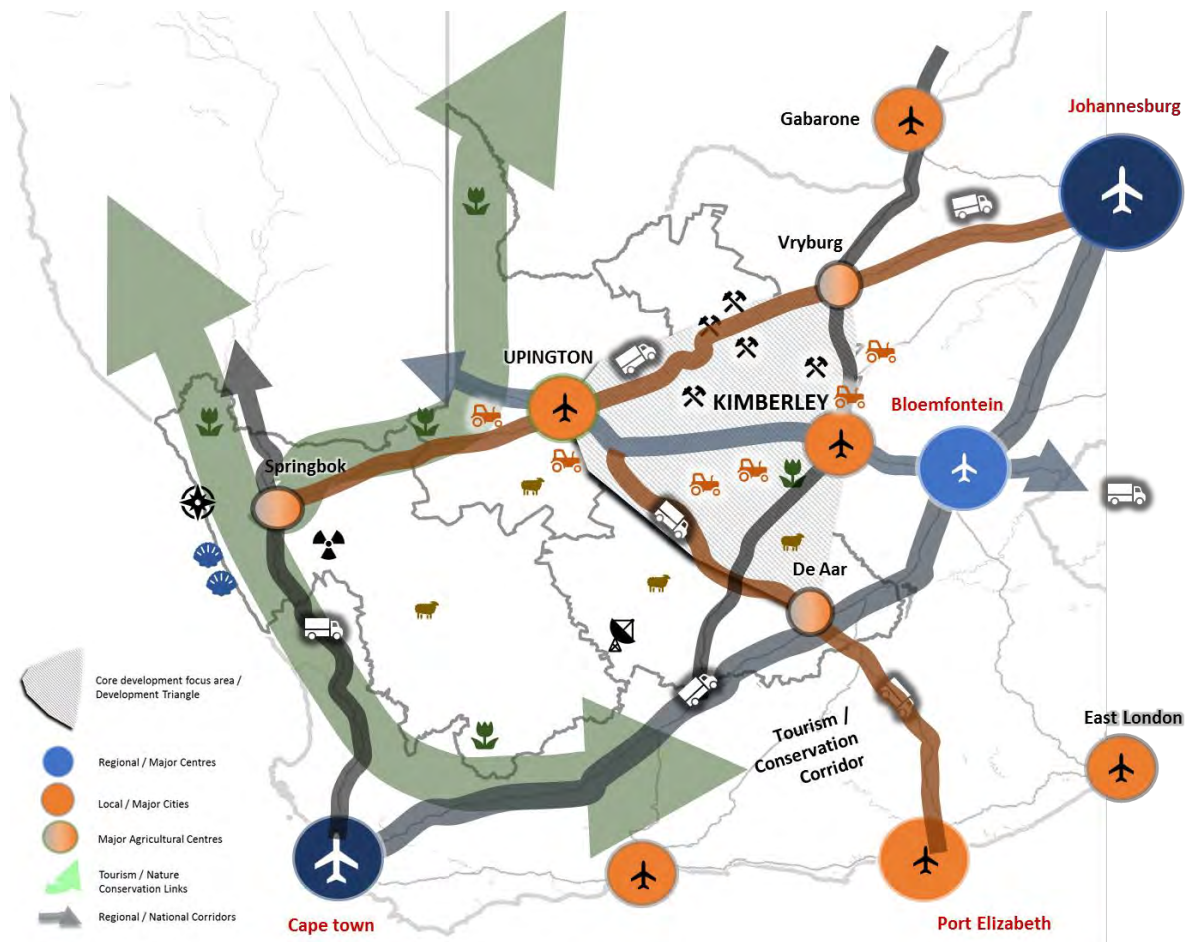 Gabarone
Johannesburg
Vryburg
UPINGTON
KIMBERLEY
Bloemfontein
Springbok
De Aar
Core development focus area /
Development Triangle
Tourism /
Conservation
Corridor
East London
Regional / Major Centres
Local / Major Cities
Major Agricultural Centres
Tourism / Nature
Conservation Links
Regional / National Corridors
Cape town
Port Elizabeth